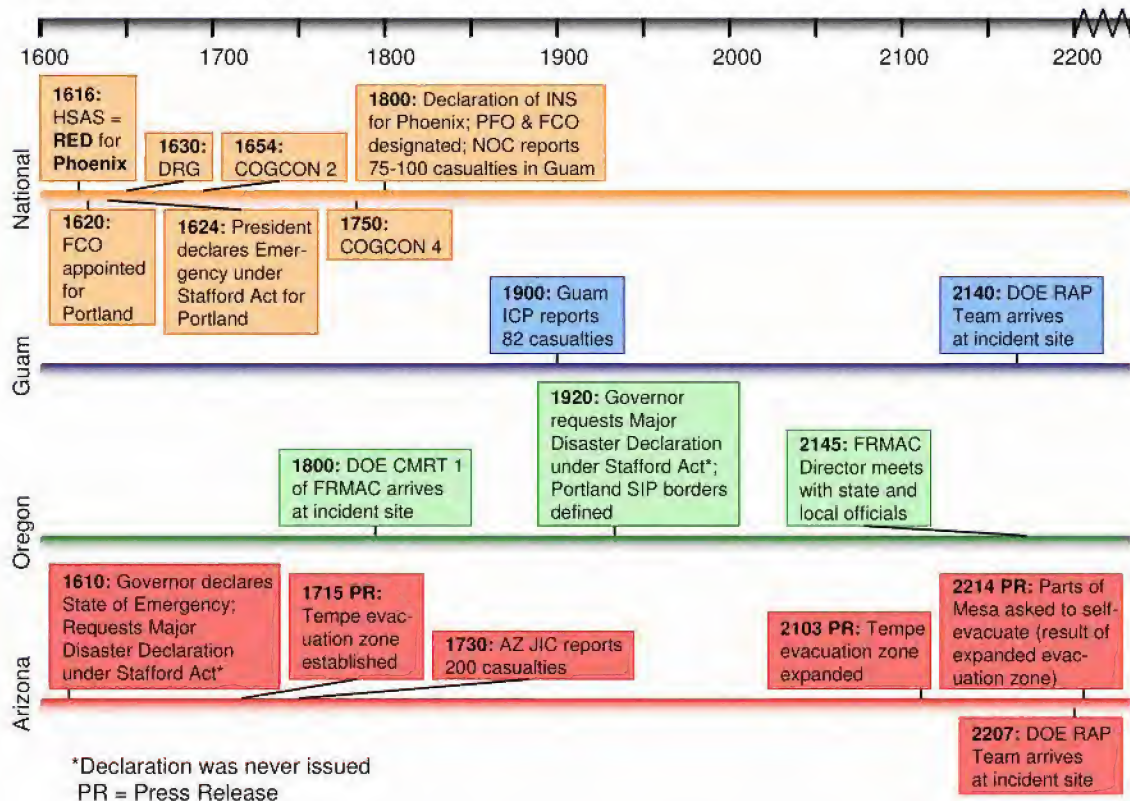 1600 1700 1800 1900 2000 2100 2200
National
1616:
HSAS =
RED for
Phoenix
1630:
DRG
1654:
COGCON 2
1800: Declaration of INS
for Phoenix; PFO & FCO
designated; NOC reports
75-100 casualties in Guam
1620:
FCO
appointed
for
Portland
1624: President
declares Emer-
gency under
Stafford Act for
Portland
1750:
COGCON 4
Guam
1900: Guam
ICP reports
82 casualties
2140: DOE RAP
Team arrives
at incident site
Oregon
1800: DOE CMRT 1
of FRMAC arrives
at incident site
1920: Governor
requests Major
Disaster Declaration
under Stafford Act*;
Portland SIP borders
defined
2145: FRMAC
Director meets
with state and
local officials
Arizona
1610: Governor declares
State of Emergency;
Requests Major
Disaster Declaration
under Stafford Act*
1715 PR:
Tempe evac-
uation zone
established
1730: AZ JIC reports
200 casualties
2103 PR: Tempe
evacuation zone
expanded
2214 PR: Parts of
Mesa asked to self-
evacuate (result of
expanded evac-
uation zone)
2207: DOE RAP
Team arrives
at incident site
*Declaration was never issued
PR = Press Release